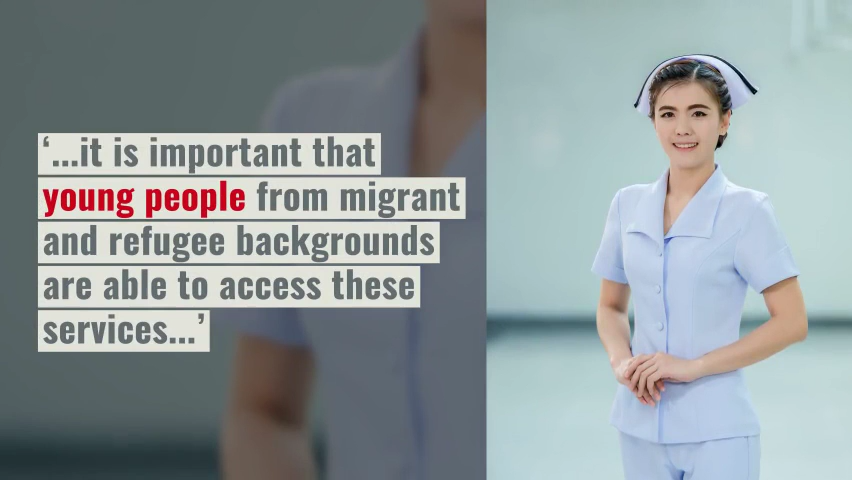 ‘...it is important that
young people from migrant
and refugee backgrounds
are able to access these
services...’